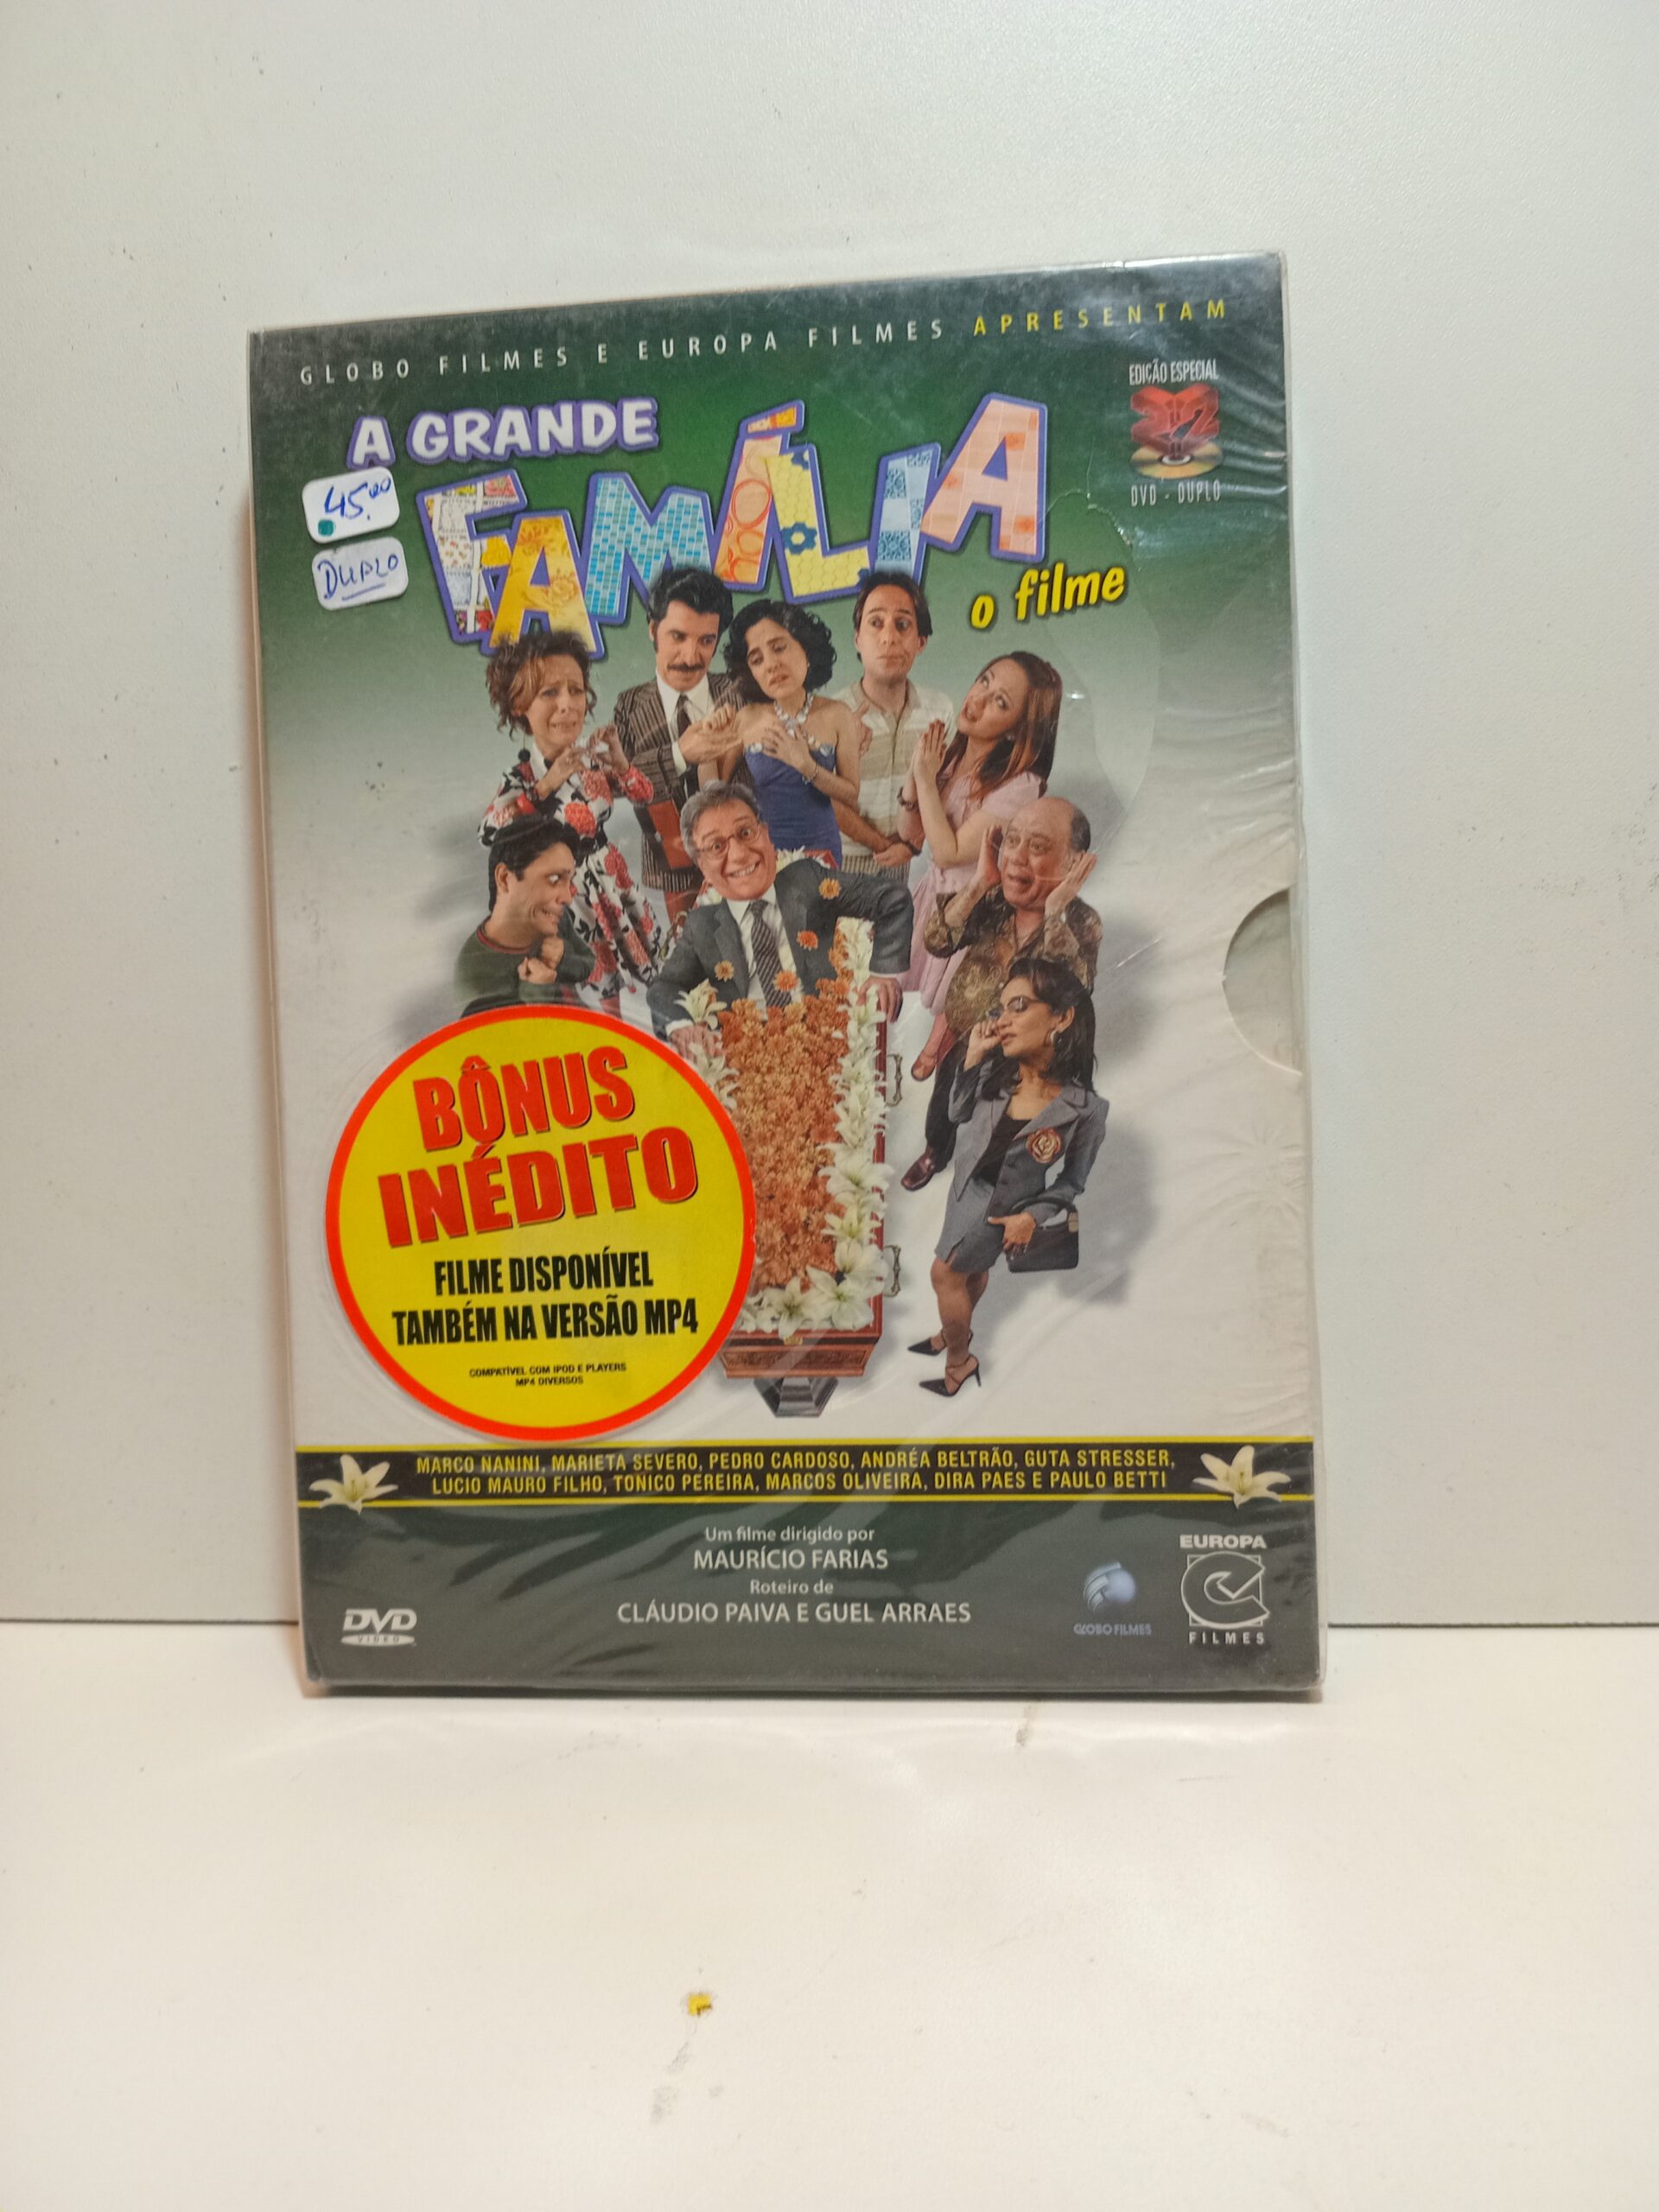 GLOBO FILMES E EUROPA FILMES APRESENTAM
EDIÇÃO ESPECIAL
DVD - DUPLO
A GRANDE
FAMÍLIA
o filme
45,00
DUPLO
BÔNUS
INÉDITO
FILME DISPONÍVEL
TAMBÉM NA VERSÃO MP4
COMPATÍVEL COM IPOD E PLAYERS
MP4 DIVERSOS
MARCO NANINI, MARIETA SEVERO, PEDRO CARDOSO, ANDRÉA BELTRÃO, GUTA STRESSER,
LUCIO MAURO FILHO, TONICO PEREIRA, MARCOS OLIVEIRA, DIRA PAES E PAULO BETTI
Um filme dirigido por
MAURÍCIO FARIAS
Roteiro de
CLÁUDIO PAIVA E GUEL ARRAES
DVD
VIDEO
GLOBO FILMES
EUROPA
FILMES